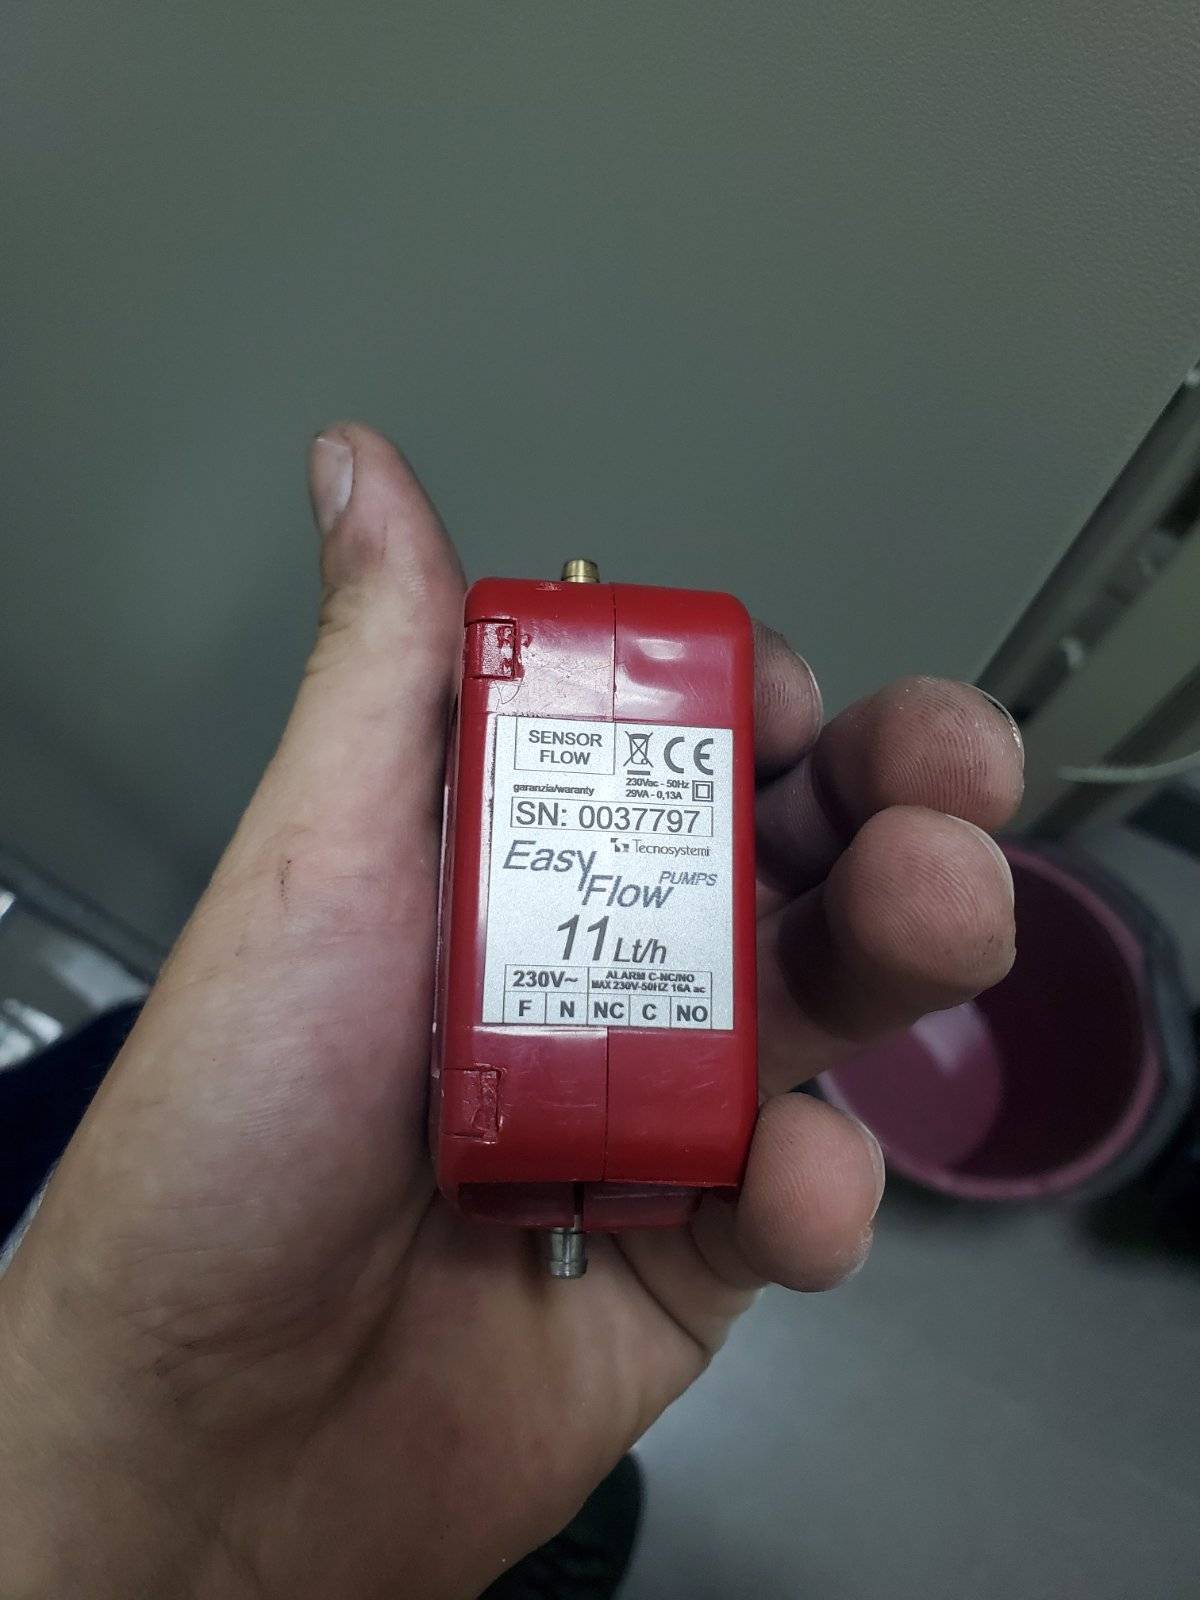 SENSOR
FLOW
CE
230Vac - 50Hz
29VA - 0,13A
garanzia/waranty
SN: 0037797
Tecnosystemi
Easy
Flow PUMPS
11 Lt/h
230V~
ALARM C-NC/NO
MAX 230V-50HZ 16A ac
F N NC C NO